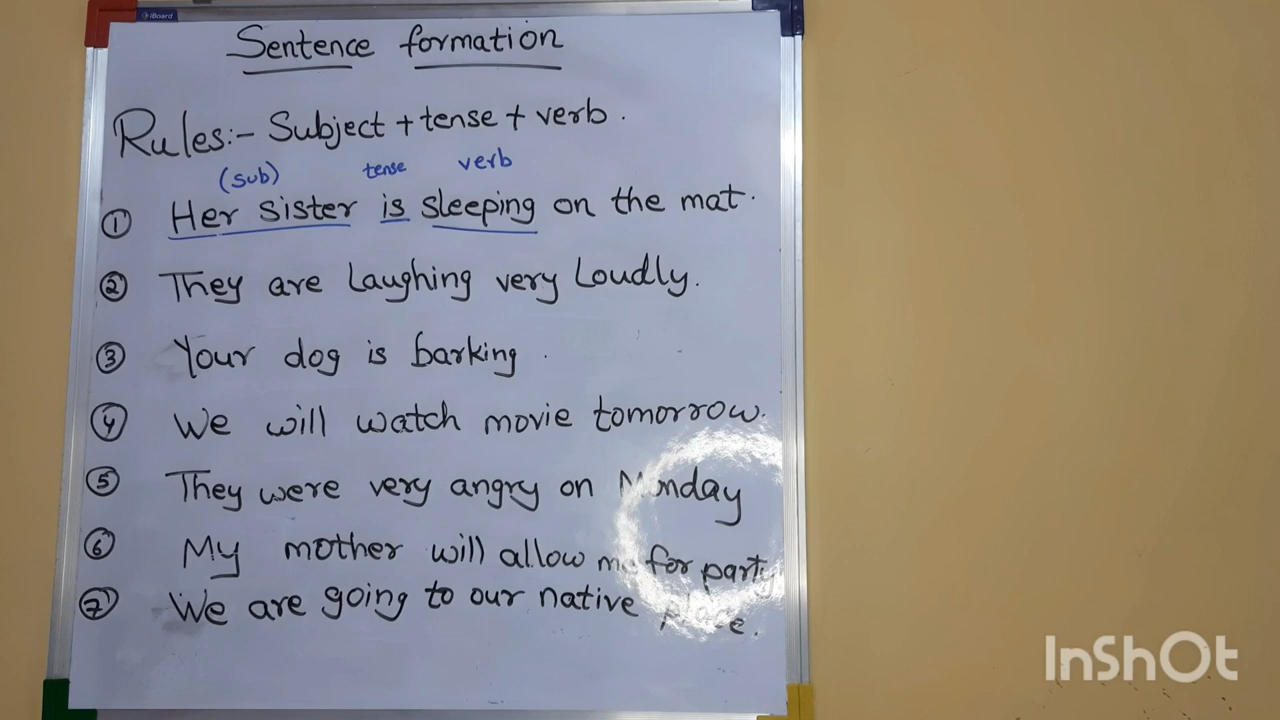 iBoard
Sentence formation
Rules:- Subject + tense + verb.
(sub) tense verb
① Her sister is sleeping on the mat.
② They are Laughing very Loudly.
③ Your dog is barking.
④ We will watch movie tomorrow.
⑤ They were very angry on Monday
⑥ My mother will allow me for party
⑦ We are going to our native place.
InShOt